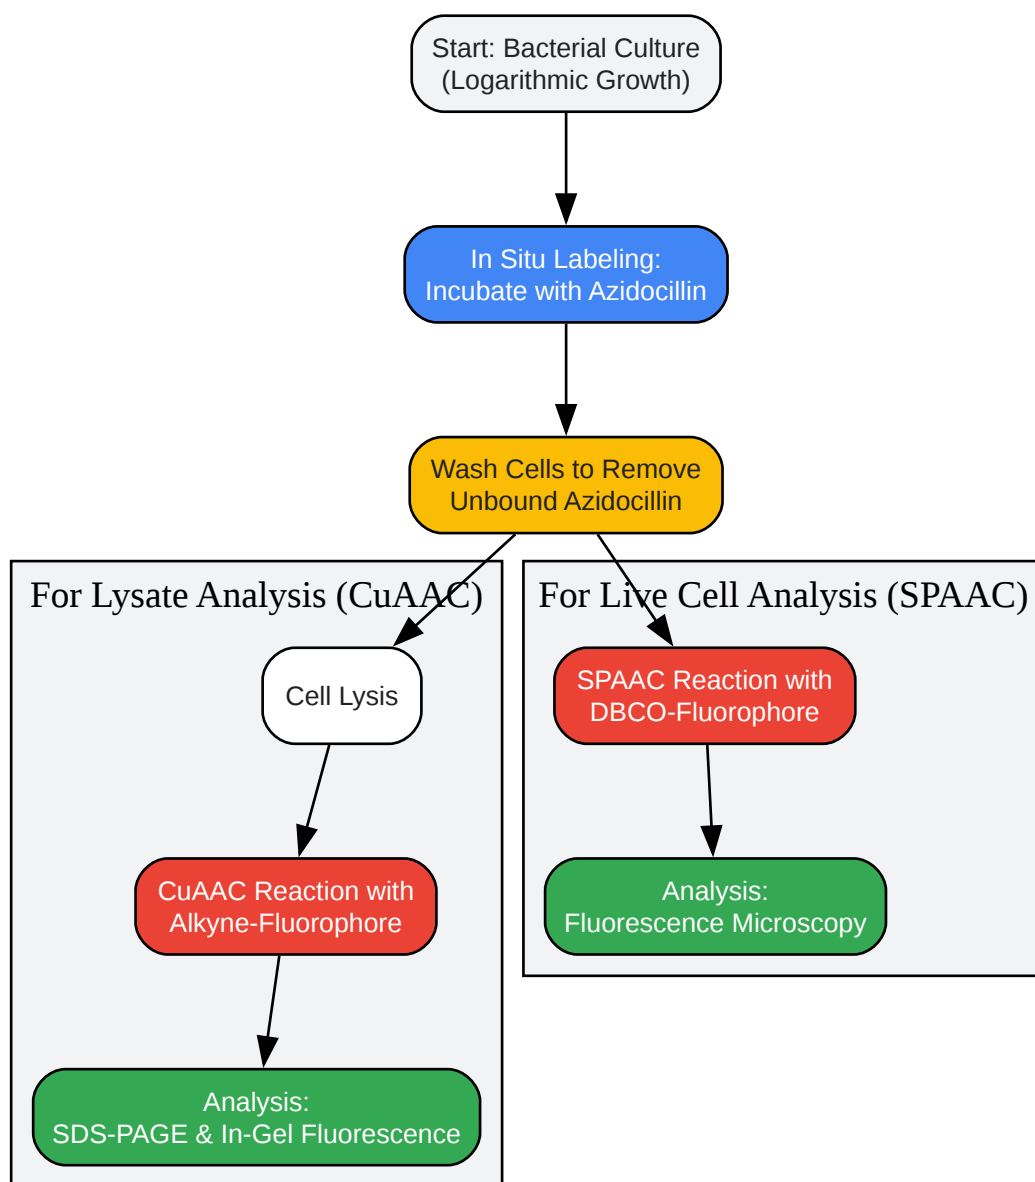 Start: Bacterial Culture
(Logarithmic Growth)
In Situ Labeling:
Incubate with Azidocillin
Wash Cells to Remove
Unbound Azidocillin
For Lysate Analysis (CuAAC)
Cell Lysis
CuAAC Reaction with
Alkyne-Fluorophore
Analysis:
SDS-PAGE & In-Gel Fluorescence
For Live Cell Analysis (SPAAC)
SPAAC Reaction with
DBCO-Fluorophore
Analysis:
Fluorescence Microscopy